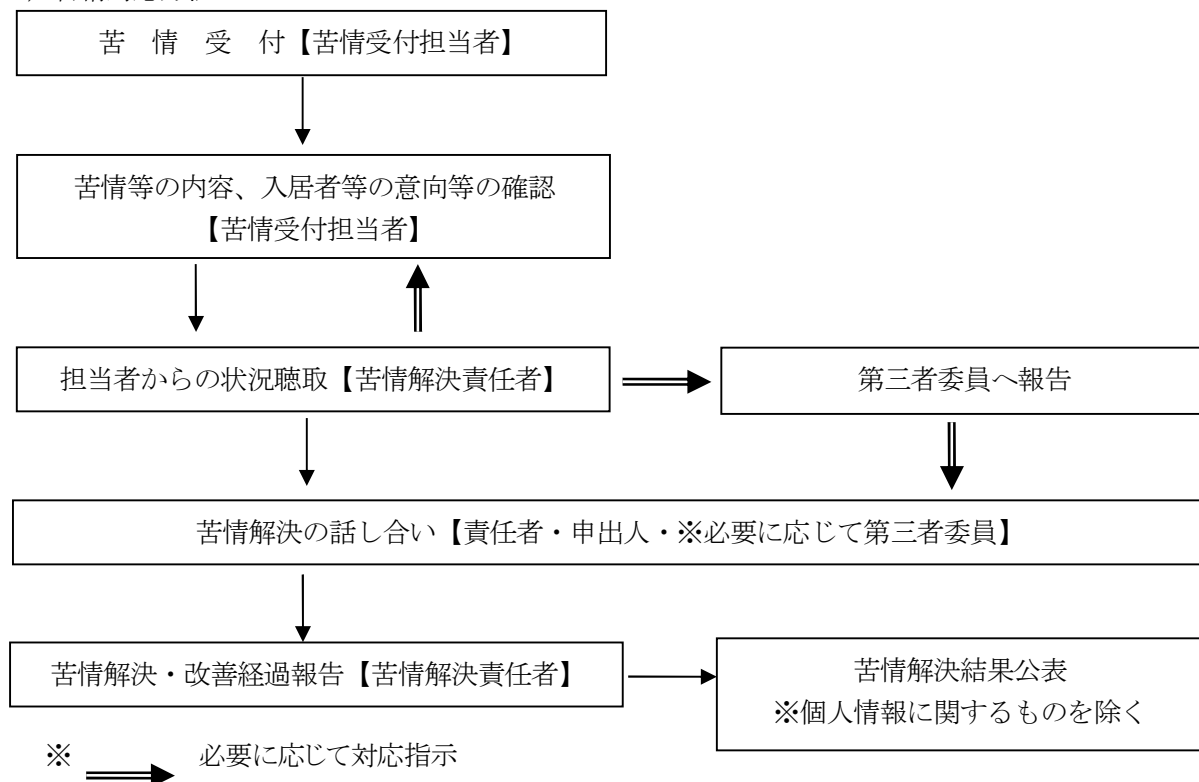 苦　情　受　付【苦情受付担当者】
苦情等の内容、入居者等の意向等の確認
【苦情受付担当者】
担当者からの状況聴取【苦情解決責任者】
第三者委員へ報告
苦情解決の話し合い【責任者・申出人・※必要に応じて第三者委員】
苦情解決・改善経過報告【苦情解決責任者】
苦情解決結果公表
※個人情報に関するものを除く
※　必要に応じて対応指示